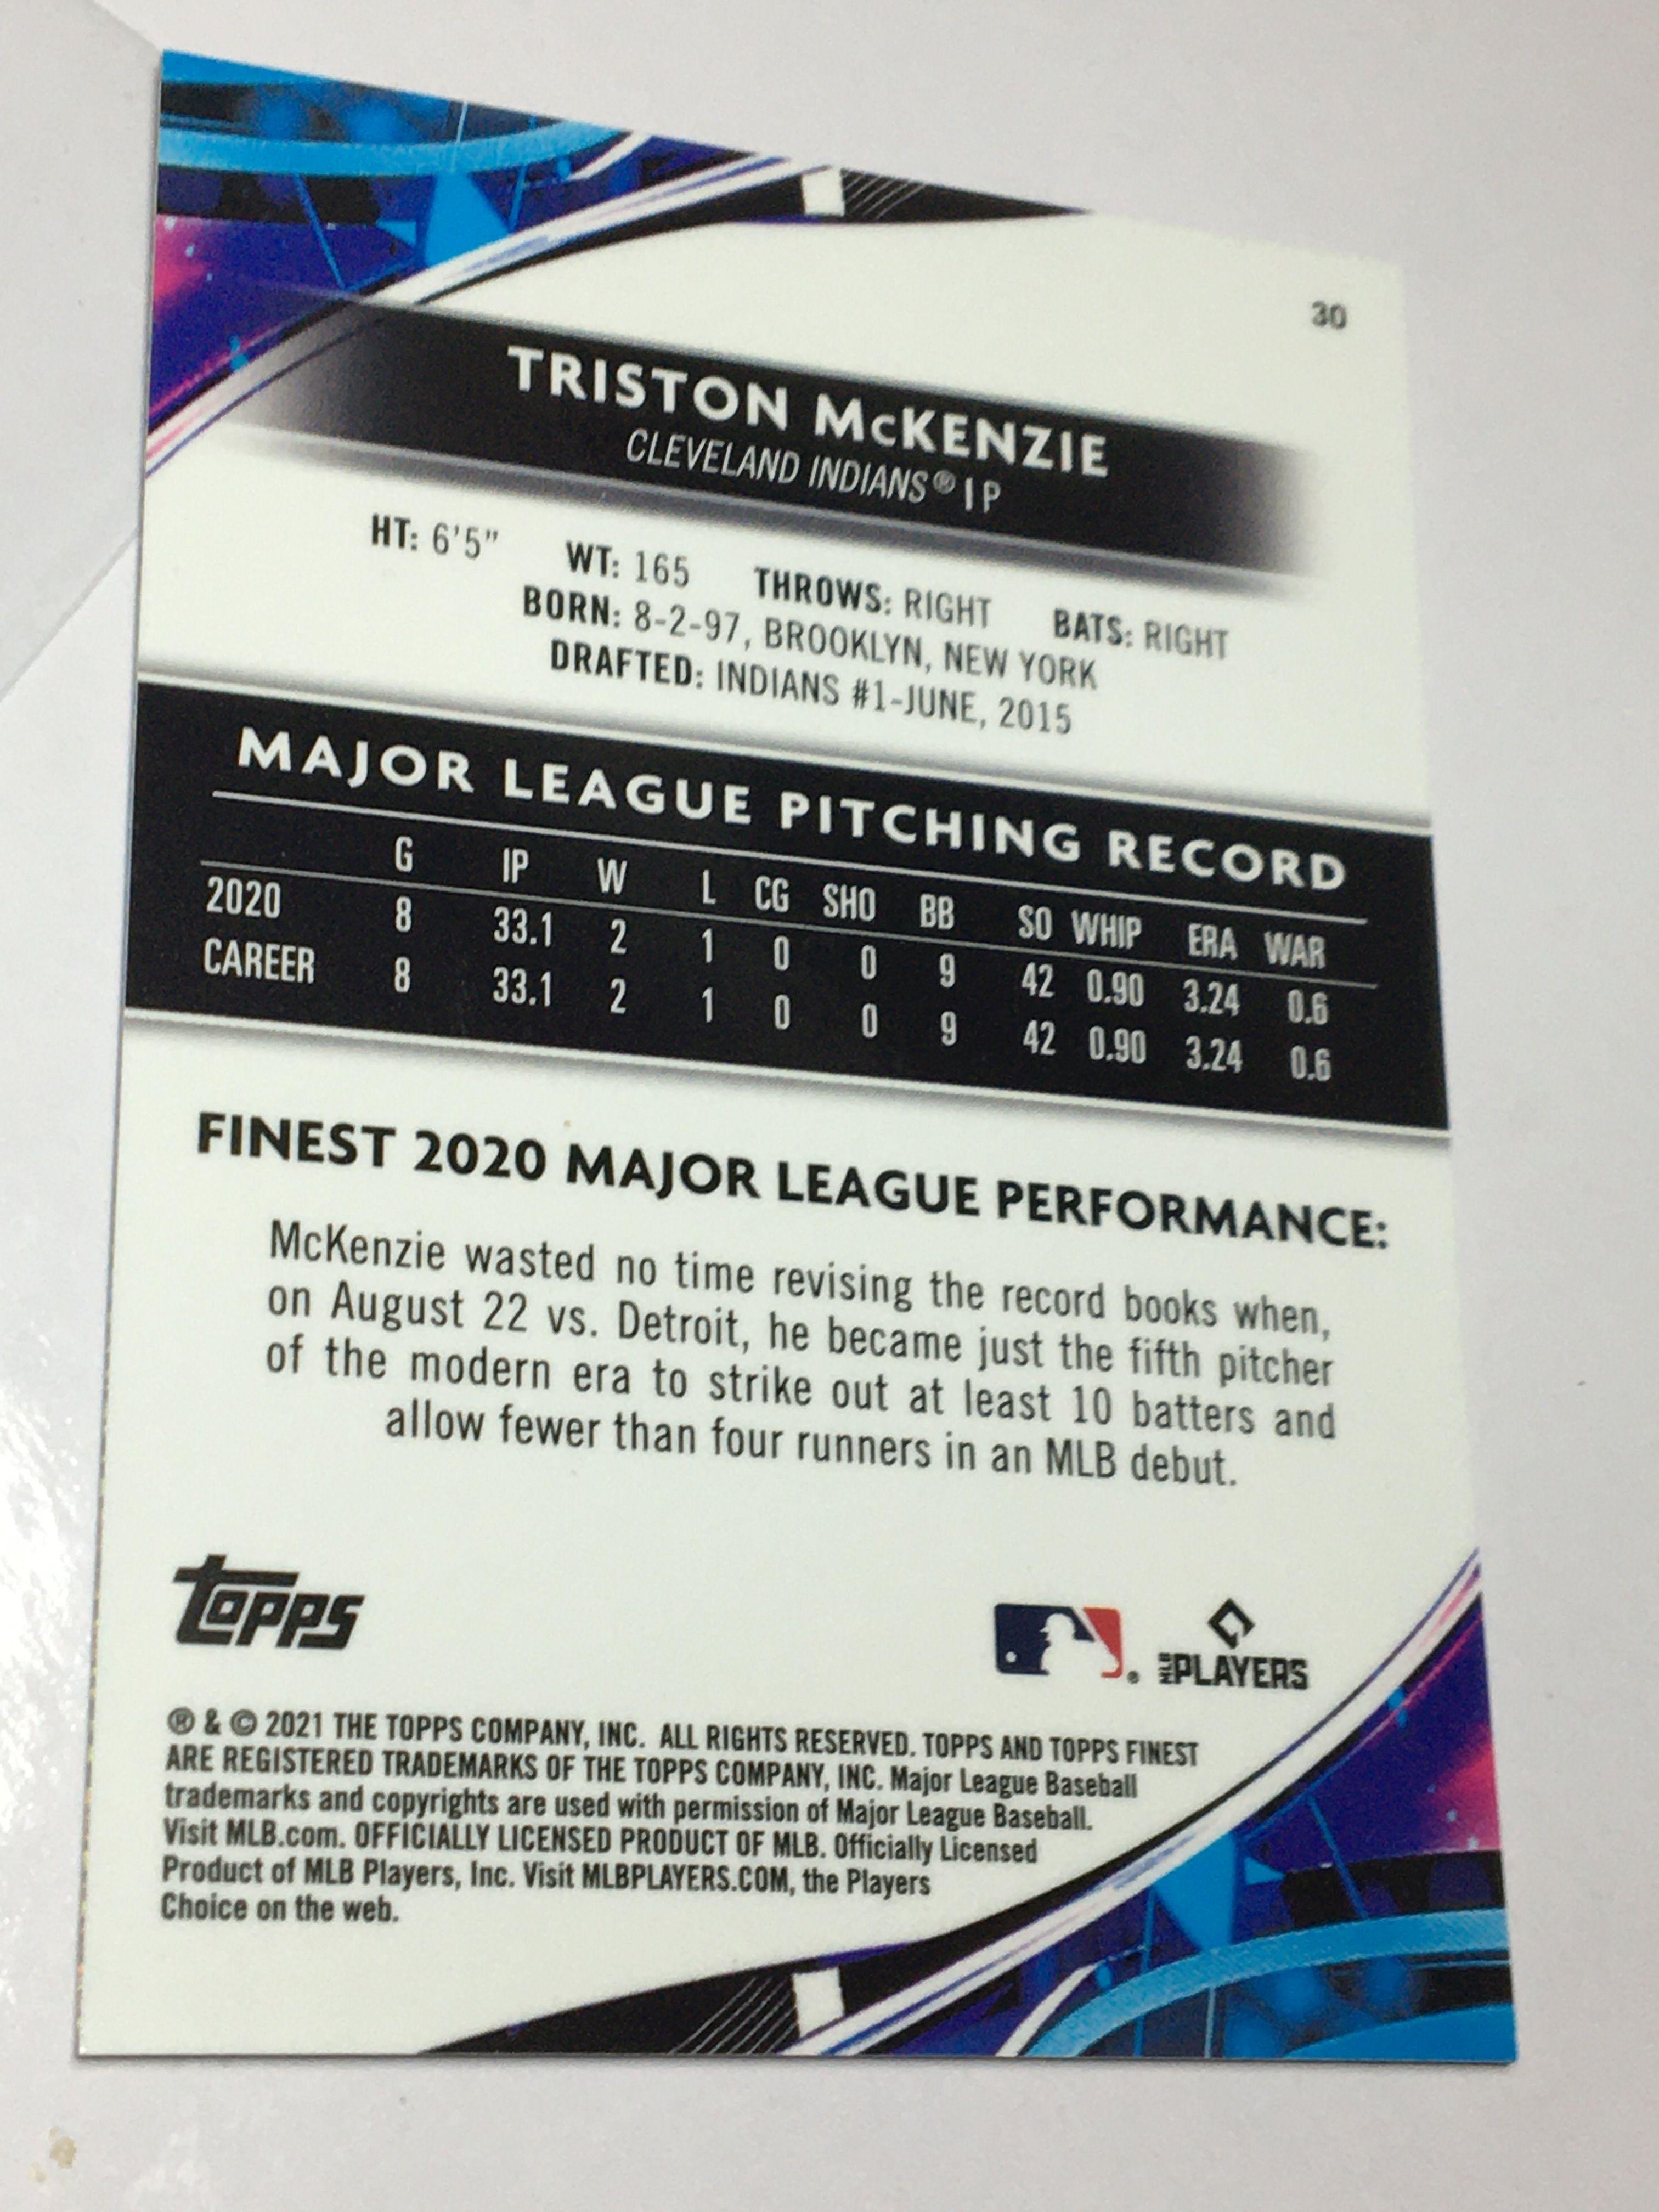 30
TRISTON McKENZIE
CLEVELAND INDIANS® | P
HT: 6'5" WT: 165 THROWS: RIGHT BATS: RIGHT
BORN: 8-2-97, BROOKLYN, NEW YORK
DRAFTED: INDIANS #1-JUNE, 2015
MAJOR LEAGUE PITCHING RECORD
G IP W L CG SHO BB SO WHIP ERA WAR
2020 8 33.1 2 1 0 0 9 42 0.90 3.24 0.6
CAREER 8 33.1 2 1 0 0 9 42 0.90 3.24 0.6
FINEST 2020 MAJOR LEAGUE PERFORMANCE:
McKenzie wasted no time revising the record books when,
on August 22 vs. Detroit, he became just the fifth pitcher
of the modern era to strike out at least 10 batters and
allow fewer than four runners in an MLB debut.
topps
® MLB PLAYERS
® & © 2021 THE TOPPS COMPANY, INC. ALL RIGHTS RESERVED. TOPPS AND TOPPS FINEST
ARE REGISTERED TRADEMARKS OF THE TOPPS COMPANY, INC. Major League Baseball
trademarks and copyrights are used with permission of Major League Baseball.
Visit MLB.com. OFFICIALLY LICENSED PRODUCT OF MLB. Officially Licensed
Product of MLB Players, Inc. Visit MLBPLAYERS.COM, the Players
Choice on the web.